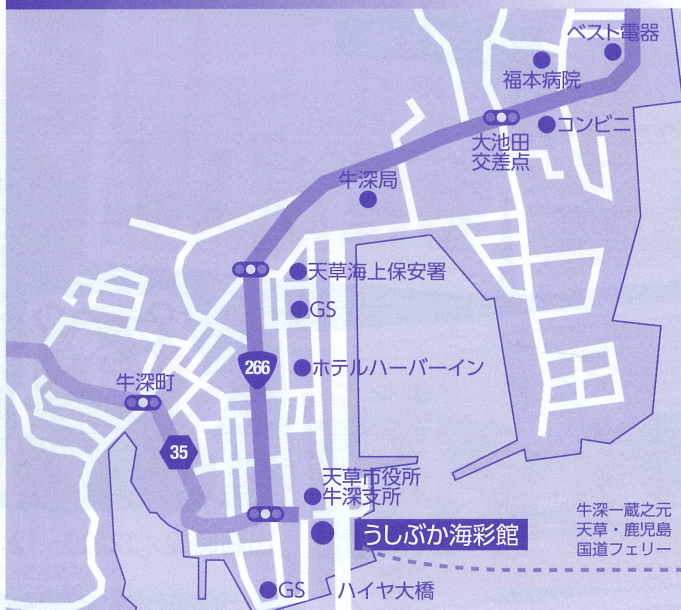 ベスト電器
福本病院
コンビニ
大池田
交差点
牛深局
天草海上保安署
GS
266
ホテルハーバーイン
牛深町
35
天草市役所
牛深支所
うしぶか海彩館
牛深ー蔵之元
天草・鹿児島
国道フェリー
GS
ハイヤ大橋